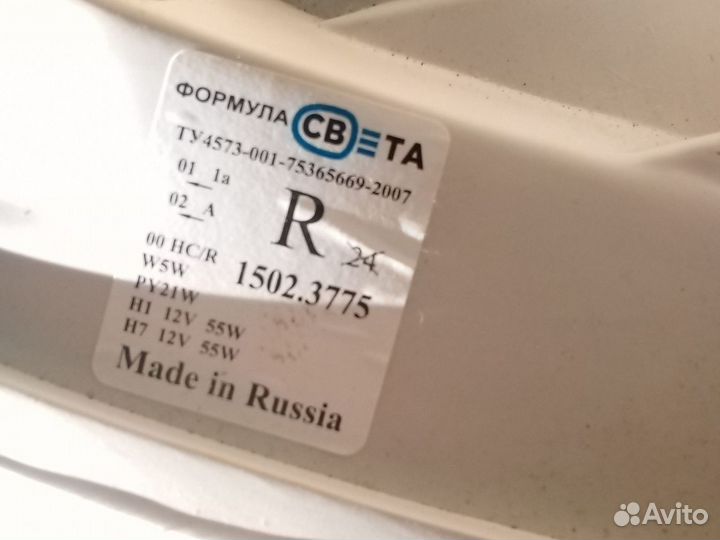 ФОРМУЛА СВЕТА
ТУ4573-001-75365669-2007
01 1a
02 A
R
24
00 HC/R
W5W
1502.3775
PY21W
H1 12V 55W
H7 12V 55W
Made in Russia
Avito